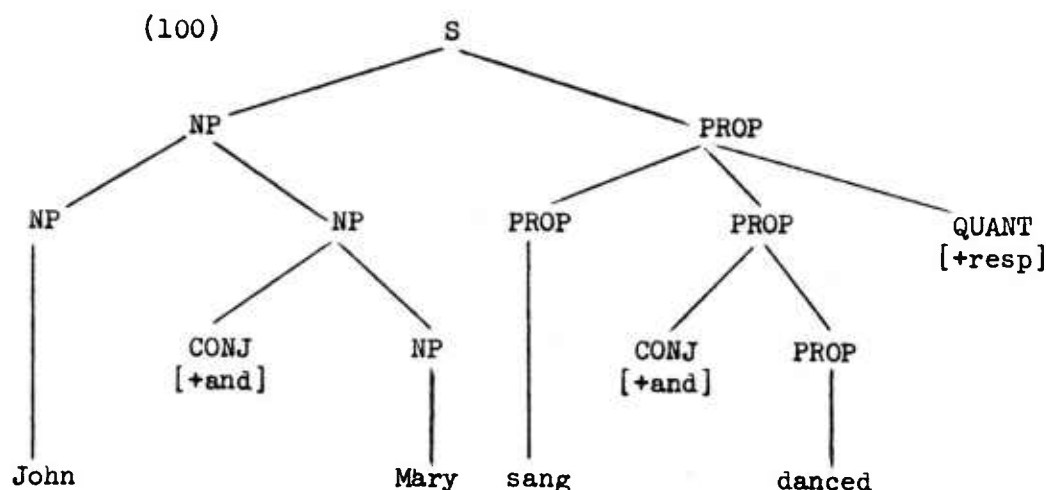 (100) S
NP PROP
NP NP PROP PROP QUANT
[+resp]
CONJ NP CONJ PROP
[+and] [+and]
John Mary sang danced